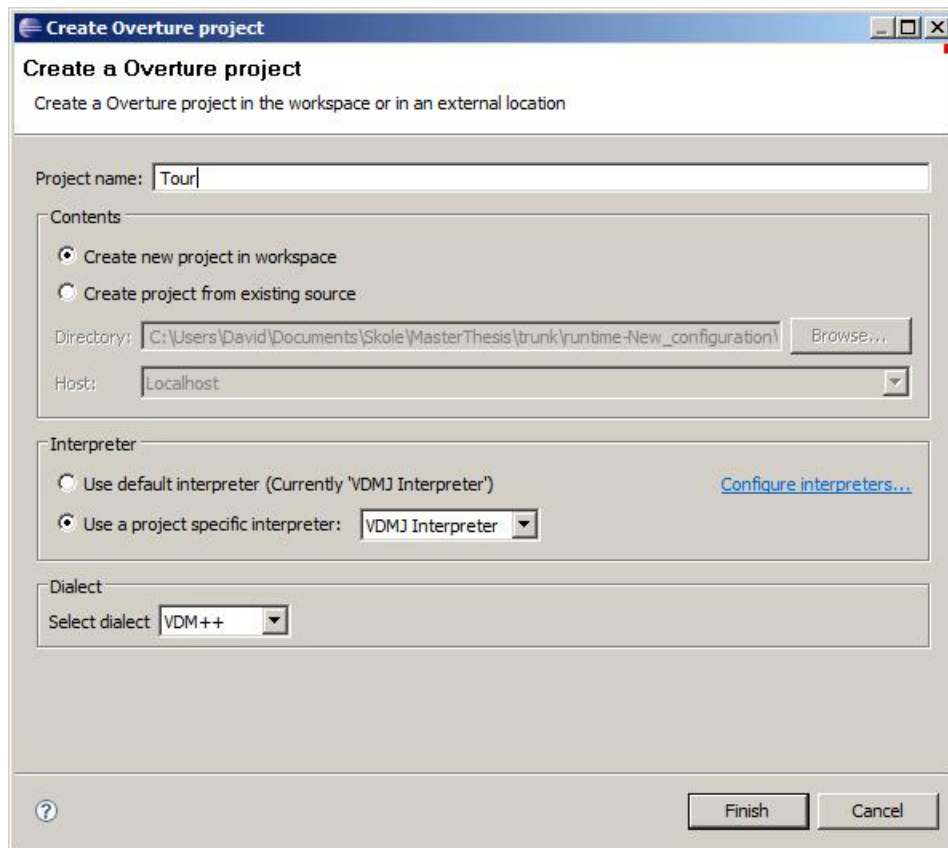 Create Overture project
Create a Overture project
Create a Overture project in the workspace or in an external location
Project name: Tour
Contents
Create new project in workspace
Create project from existing source
Directory: C:\Users\David\Documents\Skole\MasterThesis\trunk\runtime-New_configuration\ Browse...
Host: Localhost
Interpreter
Use default interpreter (Currently 'VDMJ Interpreter') Configure interpreters...
Use a project specific interpreter: VDMJ Interpreter
Dialect
Select dialect VDM++
Finish Cancel